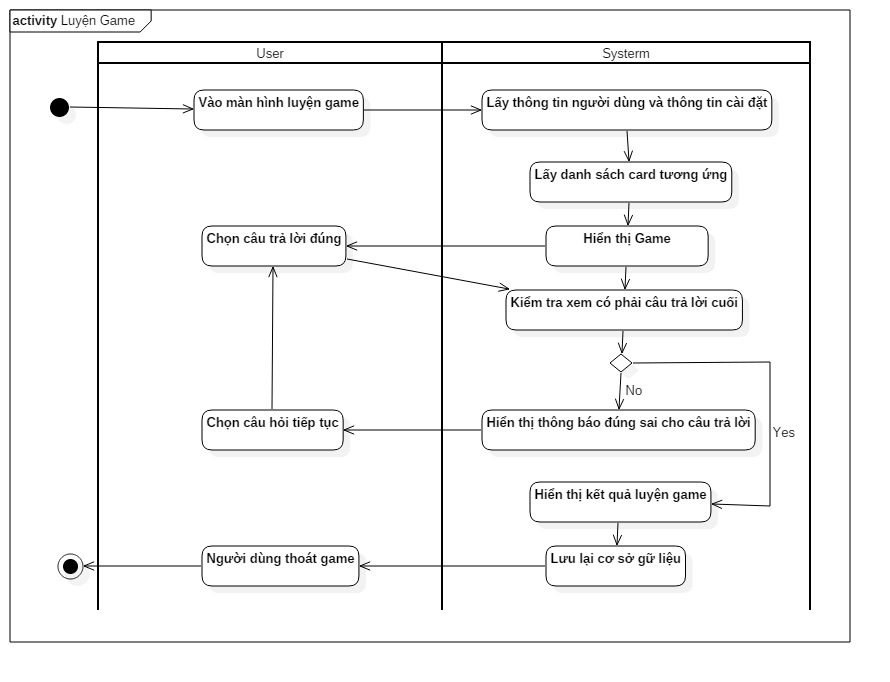 activity Luyện Game
User
Systerm
Vào màn hình luyện game
Lấy thông tin người dùng và thông tin cài đặt
Lấy danh sách card tương ứng
Chọn câu trả lời đúng
Hiển thị Game
Kiểm tra xem có phải câu trả lời cuối
No
Chọn câu hỏi tiếp tục
Hiển thị thông báo đúng sai cho câu trả lời
Yes
Hiển thị kết quả luyện game
Người dùng thoát game
Lưu lại cơ sở gữ liệu